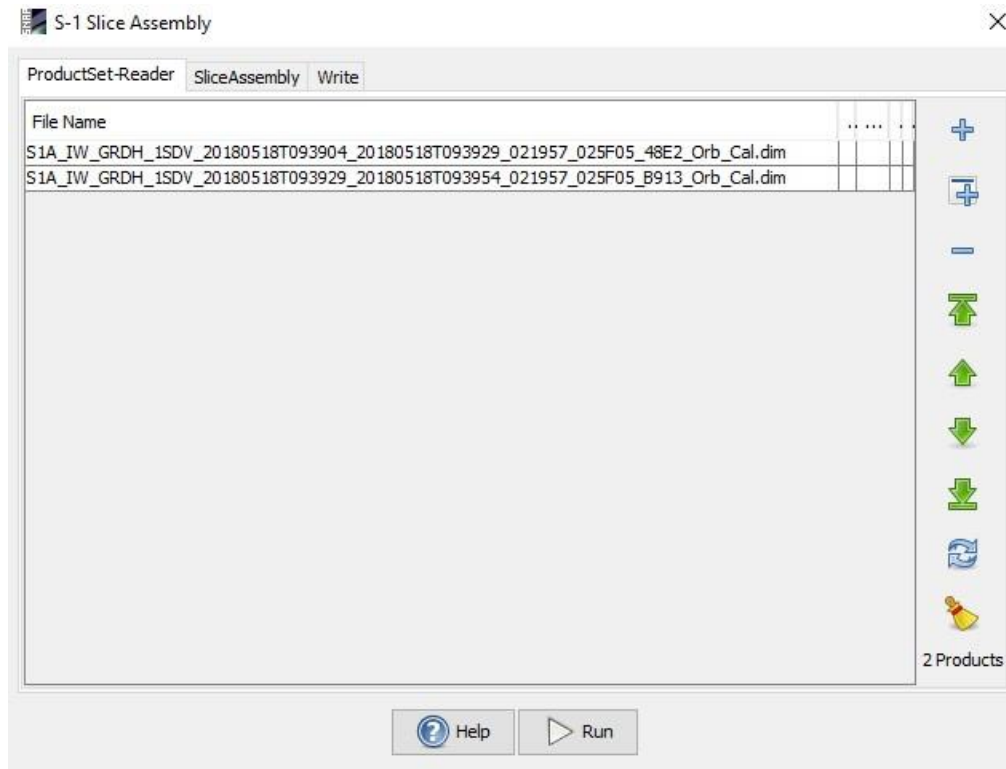 S-1 Slice Assembly
ProductSet-Reader SliceAssembly Write
File Name .. ... . .
S1A_IW_GRDH_1SDV_20180518T093904_20180518T093929_021957_025F05_48E2_Orb_Cal.dim
S1A_IW_GRDH_1SDV_20180518T093929_20180518T093954_021957_025F05_B913_Orb_Cal.dim
2 Products
Help Run